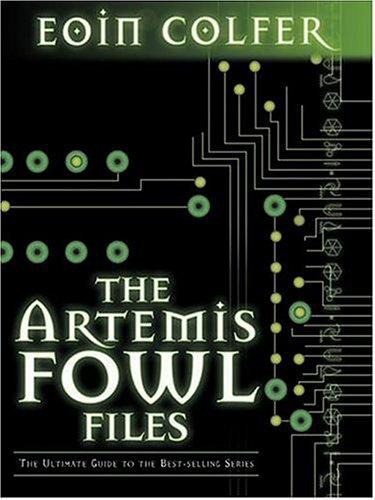 EOIN COLFER
THE
ARTEMIS
FOWL
FILES
THE ULTIMATE GUIDE TO THE BEST-SELLING SERIES